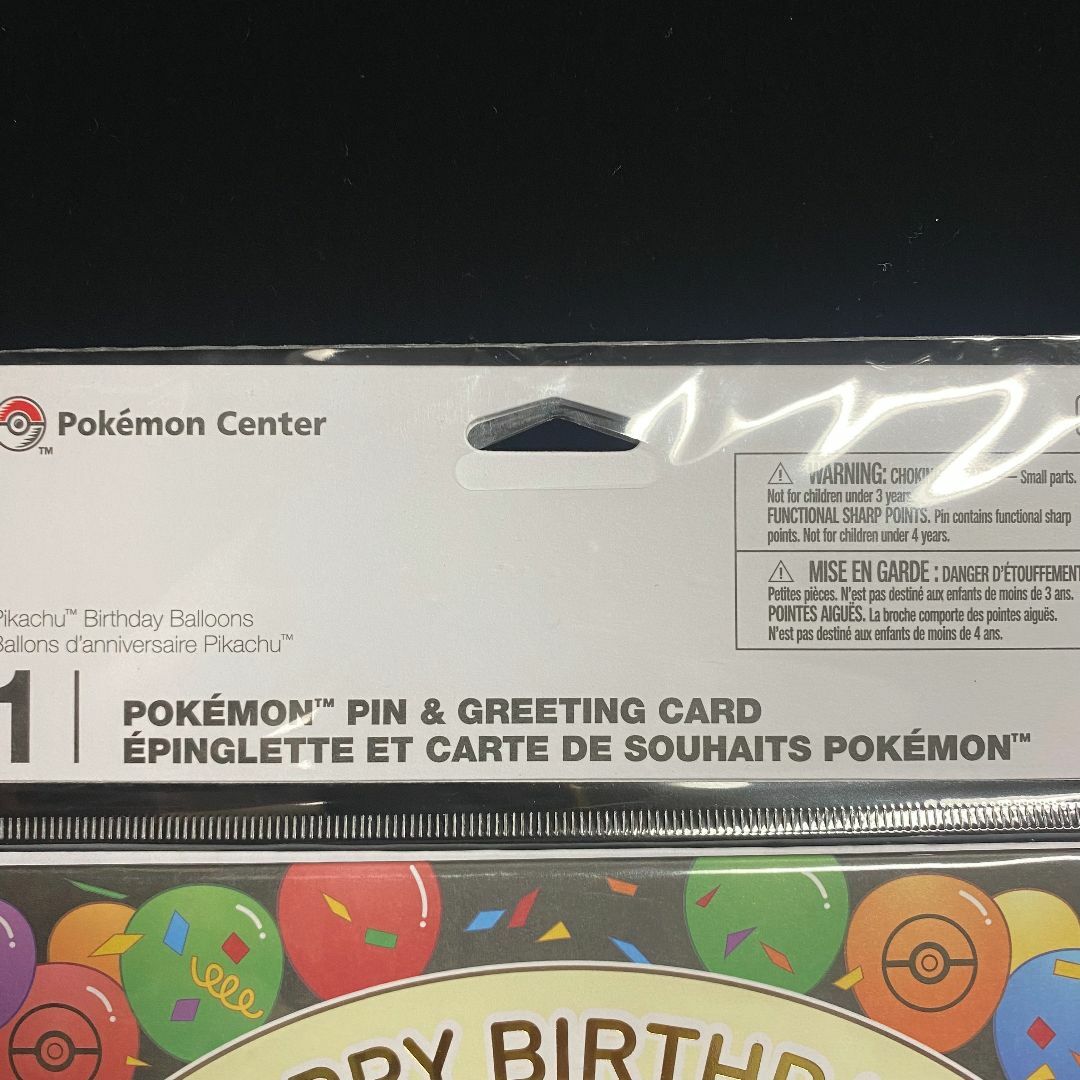 Pokémon Center
TM
WARNING: — Small parts.
Not for children under 3
FUNCTIONAL SHARP POINTS. Pin contains functional sharp
points. Not for children under 4 years.
MISE EN GARDE : DANGER D'ÉTOUFFEMENT
Petites pièces. N'est pas destiné aux enfants de moins de 3 ans.
POINTES AIGUËS. La broche comporte des pointes aiguës.
N'est pas destiné aux enfants de moins de 4 ans.
Pikachu™ Birthday Balloons
Ballons d'anniversaire Pikachu™
1
POKÉMON™ PIN & GREETING CARD
ÉPINGLETTE ET CARTE DE SOUHAITS POKÉMON™